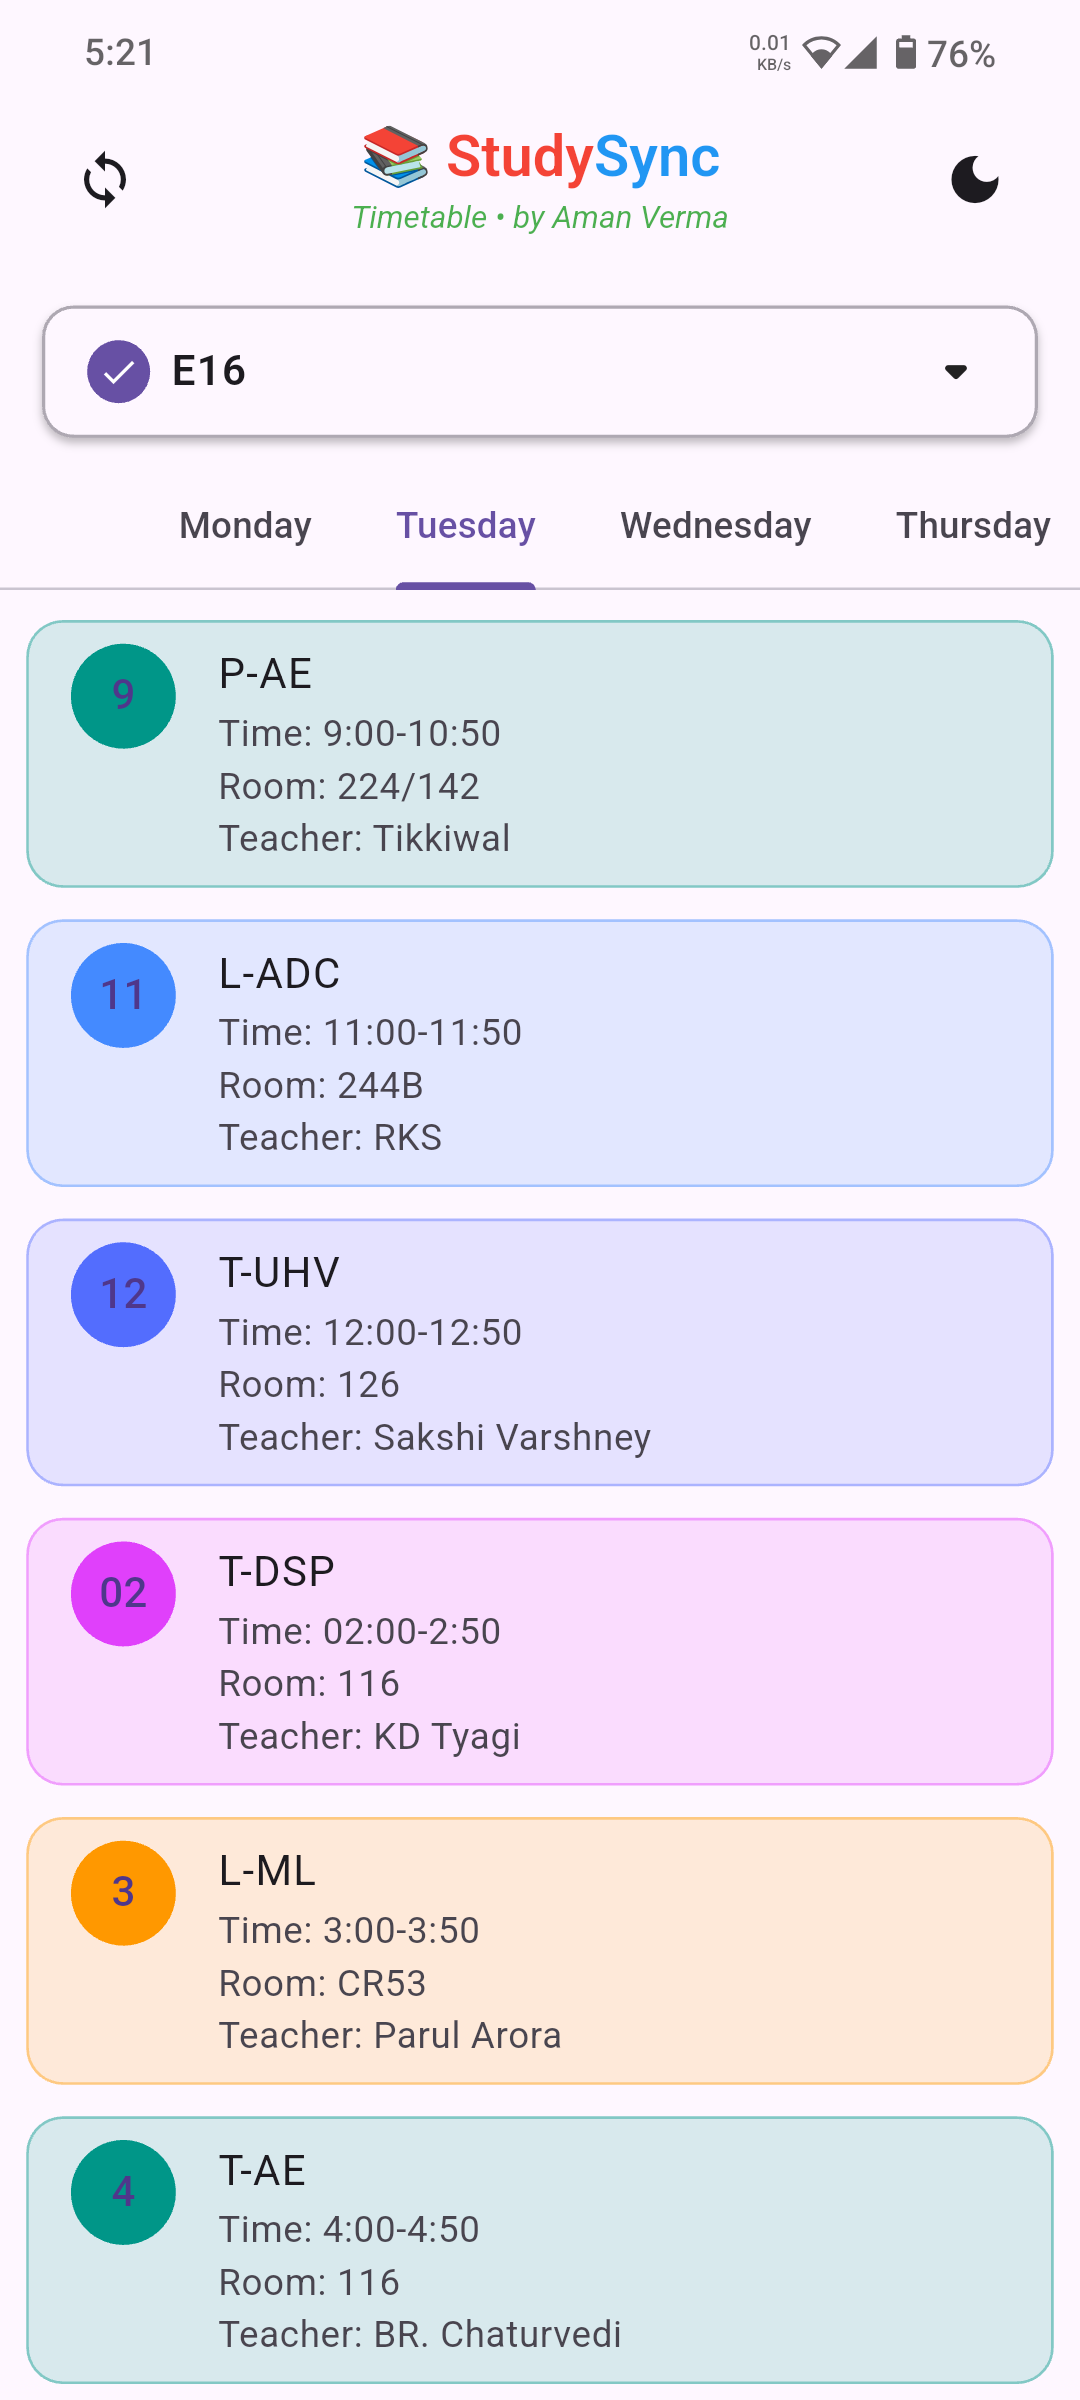 5:21
0.01
KB/s
76%
StudySync
Timetable • by Aman Verma
E16
Monday Tuesday Wednesday Thursday
9
P-AE
Time: 9:00-10:50
Room: 224/142
Teacher: Tikkiwal
11
L-ADC
Time: 11:00-11:50
Room: 244B
Teacher: RKS
12
T-UHV
Time: 12:00-12:50
Room: 126
Teacher: Sakshi Varshney
02
T-DSP
Time: 02:00-2:50
Room: 116
Teacher: KD Tyagi
3
L-ML
Time: 3:00-3:50
Room: CR53
Teacher: Parul Arora
4
T-AE
Time: 4:00-4:50
Room: 116
Teacher: BR. Chaturvedi